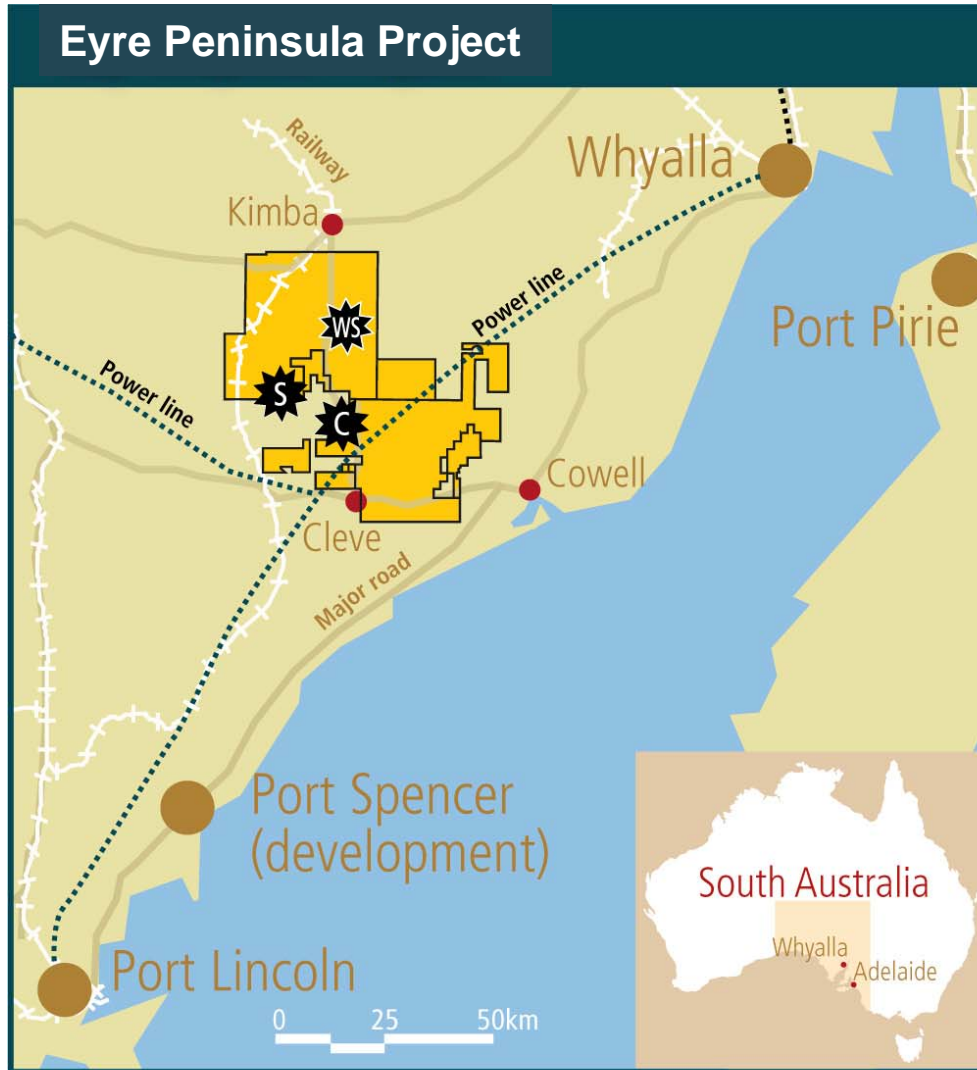 Eyre Peninsula Project
Railway
Whyalla
Kimba
Power line
Port Pirie
WS
Power line
S
C
Cowell
Cleve
Major road
Port Spencer
(development)
South Australia
Whyalla
Adelaide
Port Lincoln
0 25 50km